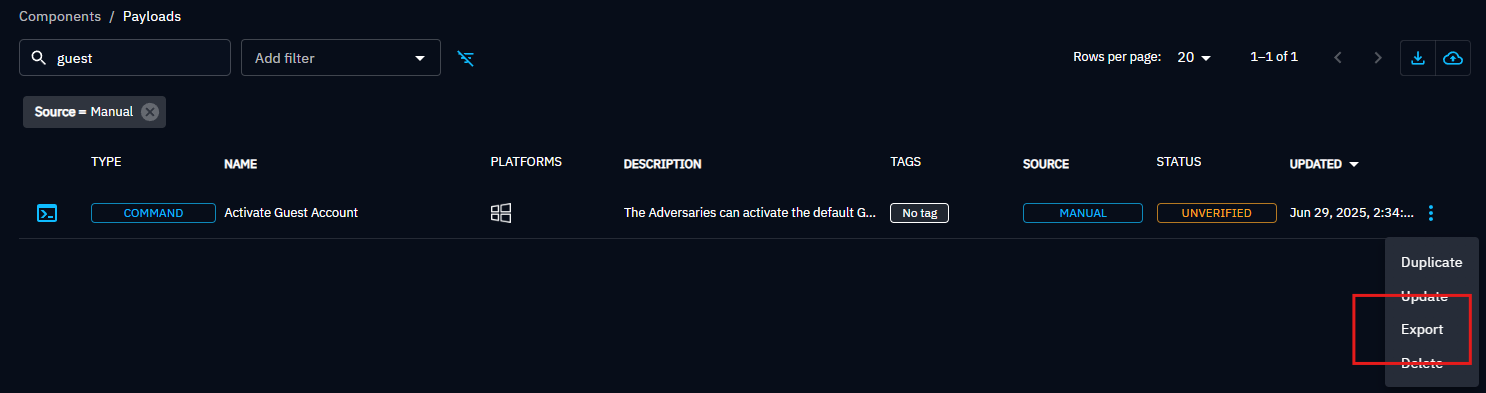 Components / Payloads
guest Add filter Rows per page: 20 1–1 of 1
Source = Manual
TYPE NAME PLATFORMS DESCRIPTION TAGS SOURCE STATUS UPDATED
COMMAND Activate Guest Account The Adversaries can activate the default G... No tag MANUAL UNVERIFIED Jun 29, 2025, 2:34:...
Duplicate
Update
Export
Delete